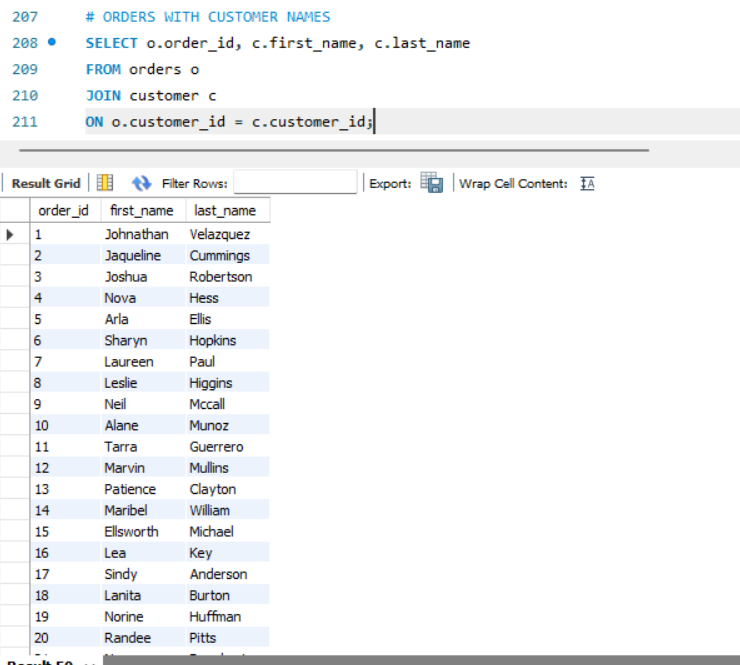 207 # ORDERS WITH CUSTOMER NAMES
208 SELECT o.order_id, c.first_name, c.last_name
209 FROM orders o
210 JOIN customer c
211 ON o.customer_id = c.customer_id;
Result Grid Filter Rows: Export: Wrap Cell Content: IA
order_id first_name last_name
1 Johnathan Velazquez
2 Jaqueline Cummings
3 Joshua Robertson
4 Nova Hess
5 Arla Ellis
6 Sharyn Hopkins
7 Laureen Paul
8 Leslie Higgins
9 Neil Mccall
10 Alane Munoz
11 Tarra Guerrero
12 Marvin Mullins
13 Patience Clayton
14 Maribel William
15 Ellsworth Michael
16 Lea Key
17 Sindy Anderson
18 Lanita Burton
19 Norine Huffman
20 Randee Pitts